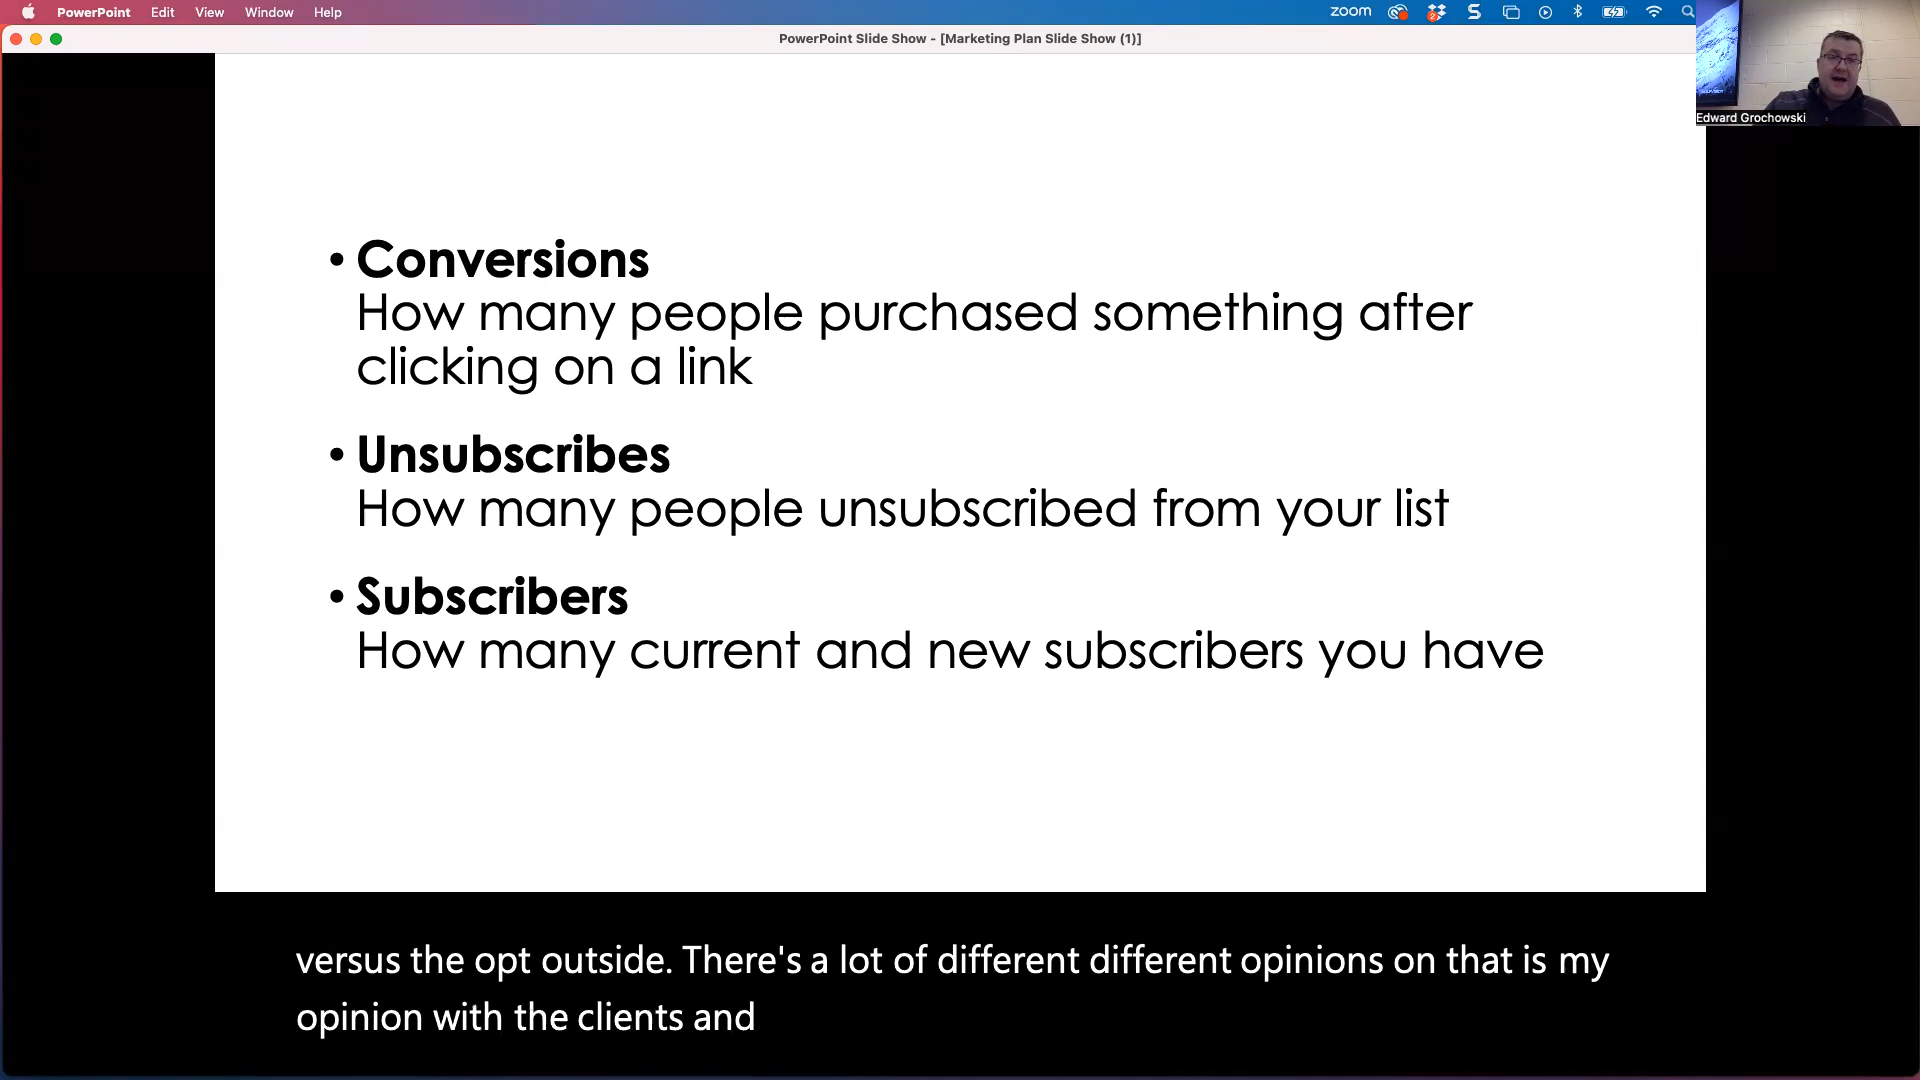 PowerPoint Edit View Window Help zoom
PowerPoint Slide Show - [Marketing Plan Slide Show (1)]
Edward Grochowski
• Conversions
How many people purchased something after
clicking on a link
• Unsubscribes
How many people unsubscribed from your list
• Subscribers
How many current and new subscribers you have
versus the opt outside. There's a lot of different different opinions on that is my
opinion with the clients and